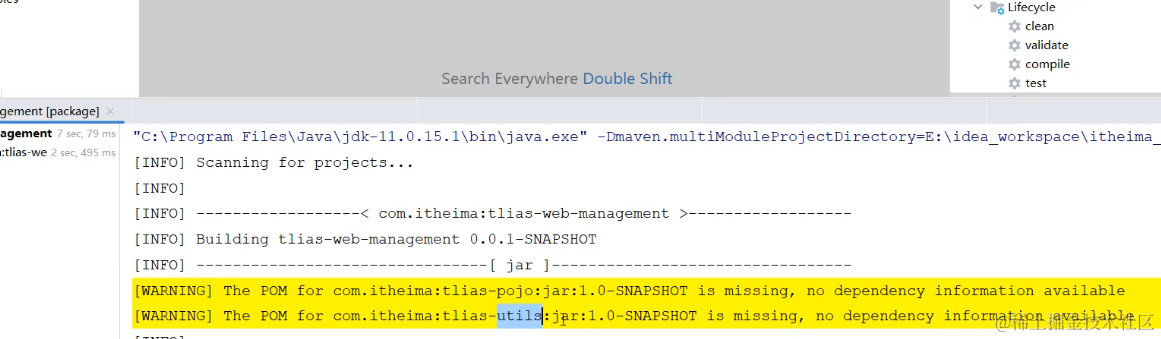 Lifecycle
clean
validate
compile
test
Search Everywhere Double Shift
gement [package] ×
agement 7 sec, 79 ms
a:tlias-we 2 sec, 495 ms
"C:\Program Files\Java\jdk-11.0.15.1\bin\java.exe" -Dmaven.multiModuleProjectDirectory=E:\idea_workspace\itheima_
[INFO] Scanning for projects...
[INFO]
[INFO] ------------------< com.itheima:tlias-web-management >------------------
[INFO] Building tlias-web-management 0.0.1-SNAPSHOT
[INFO] --------------------------------[ jar ]---------------------------------
[WARNING] The POM for com.itheima:tlias-pojo:jar:1.0-SNAPSHOT is missing, no dependency information available
[WARNING] The POM for com.itheima:tlias-utils:jar:1.0-SNAPSHOT is missing, no dependency information available
@稀土掘金技术社区